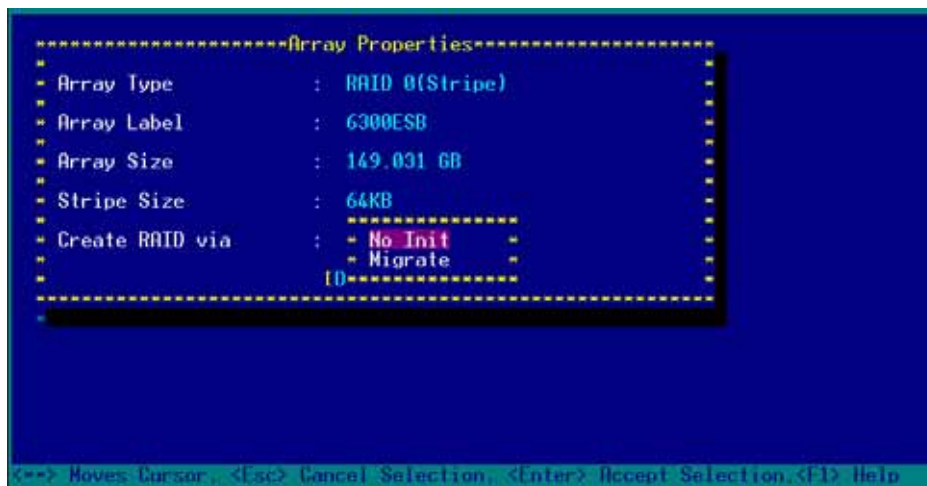 Array Properties
Array Type : RAID 0(Stripe)
Array Label : 6300ESB
Array Size : 149.031 GB
Stripe Size : 64KB
Create RAID via : No Init
Migrate
[D
<--> Moves Cursor, <Esc> Cancel Selection, <Enter> Accept Selection,<F1> Help